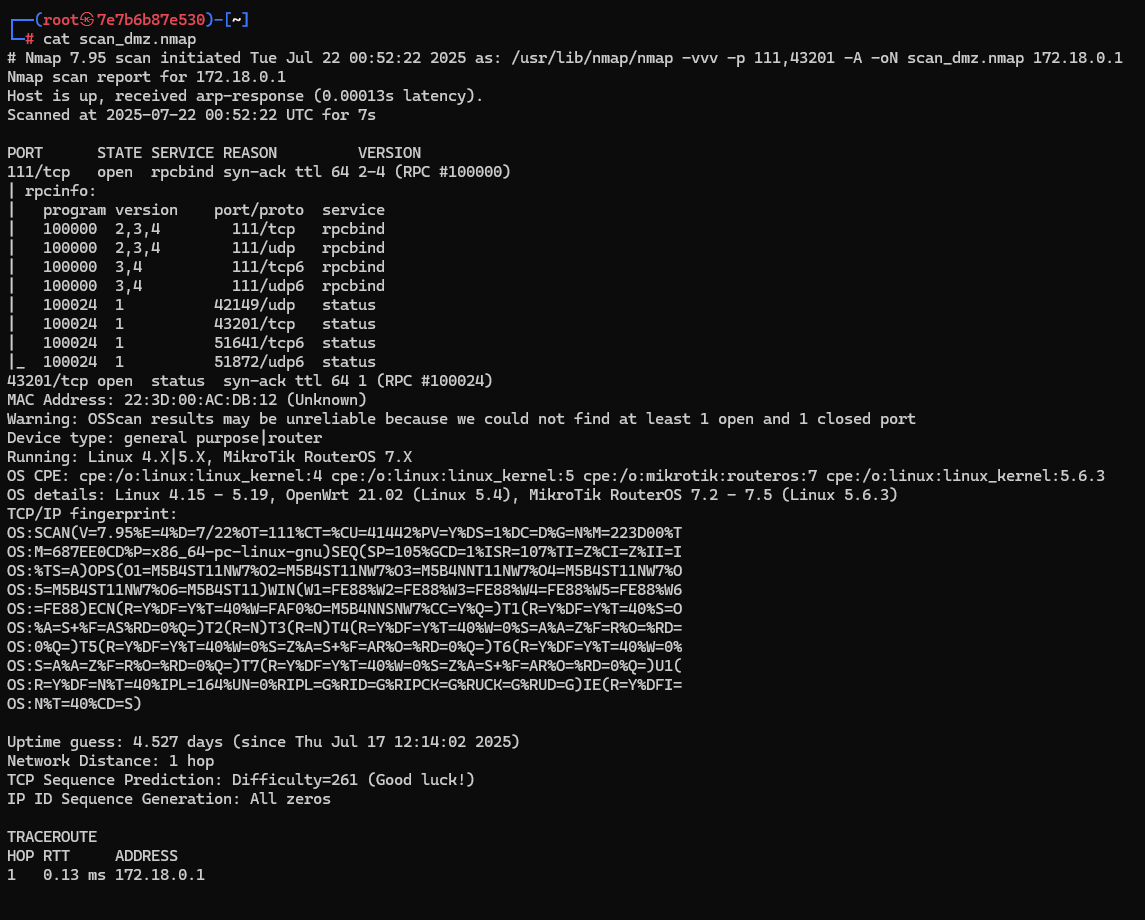 ┌──(root㉿7e7b6b87e530)-[~]
└─# cat scan_dmz.nmap
# Nmap 7.95 scan initiated Tue Jul 22 00:52:22 2025 as: /usr/lib/nmap/nmap -vvv -p 111,43201 -A -oN scan_dmz.nmap 172.18.0.1
Nmap scan report for 172.18.0.1
Host is up, received arp-response (0.00013s latency).
Scanned at 2025-07-22 00:52:22 UTC for 7s

PORT      STATE SERVICE REASON         VERSION
111/tcp   open  rpcbind syn-ack ttl 64 2-4 (RPC #100000)
| rpcinfo:
|   program version    port/proto  service
|   100000  2,3,4        111/tcp   rpcbind
|   100000  2,3,4        111/udp   rpcbind
|   100000  3,4          111/tcp6  rpcbind
|   100000  3,4          111/udp6  rpcbind
|   100024  1          42149/udp   status
|   100024  1          43201/tcp   status
|   100024  1          51641/tcp6  status
|_  100024  1          51872/udp6  status
43201/tcp open  status  syn-ack ttl 64 1 (RPC #100024)
MAC Address: 22:3D:00:AC:DB:12 (Unknown)
Warning: OSScan results may be unreliable because we could not find at least 1 open and 1 closed port
Device type: general purpose|router
Running: Linux 4.X|5.X, MikroTik RouterOS 7.X
OS CPE: cpe:/o:linux:linux_kernel:4 cpe:/o:linux:linux_kernel:5 cpe:/o:mikrotik:routeros:7 cpe:/o:linux:linux_kernel:5.6.3
OS details: Linux 4.15 - 5.19, OpenWrt 21.02 (Linux 5.4), MikroTik RouterOS 7.2 - 7.5 (Linux 5.6.3)
TCP/IP fingerprint:
OS:SCAN(V=7.95%E=4%D=7/22%OT=111%CT=%CU=41442%PV=Y%DS=1%DC=D%G=N%M=223D00%T
OS:M=687EE0CD%P=x86_64-pc-linux-gnu)SEQ(SP=105%GCD=1%ISR=107%TI=Z%CI=Z%II=I
OS:%TS=A)OPS(O1=M5B4ST11NW7%O2=M5B4ST11NW7%O3=M5B4NNT11NW7%O4=M5B4ST11NW7%O
OS:5=M5B4ST11NW7%O6=M5B4ST11)WIN(W1=FE88%W2=FE88%W3=FE88%W4=FE88%W5=FE88%W6
OS:=FE88)ECN(R=Y%DF=Y%T=40%W=FAF0%O=M5B4NNSNW7%CC=Y%Q=)T1(R=Y%DF=Y%T=40%S=O
OS:%A=S+%F=AS%RD=0%Q=)T2(R=N)T3(R=N)T4(R=Y%DF=Y%T=40%W=0%S=A%A=Z%F=R%O=%RD=
OS:0%Q=)T5(R=Y%DF=Y%T=40%W=0%S=Z%A=S+%F=AR%O=%RD=0%Q=)T6(R=Y%DF=Y%T=40%W=0%
OS:S=A%A=Z%F=R%O=%RD=0%Q=)T7(R=Y%DF=Y%T=40%W=0%S=Z%A=S+%F=AR%O=%RD=0%Q=)U1(
OS:R=Y%DF=N%T=40%IPL=164%UN=0%RIPL=G%RID=G%RIPCK=G%RUCK=G%RUD=G)IE(R=Y%DFI=
OS:N%T=40%CD=S)

Uptime guess: 4.527 days (since Thu Jul 17 12:14:02 2025)
Network Distance: 1 hop
TCP Sequence Prediction: Difficulty=261 (Good luck!)
IP ID Sequence Generation: All zeros

TRACEROUTE
HOP RTT     ADDRESS
1   0.13 ms 172.18.0.1